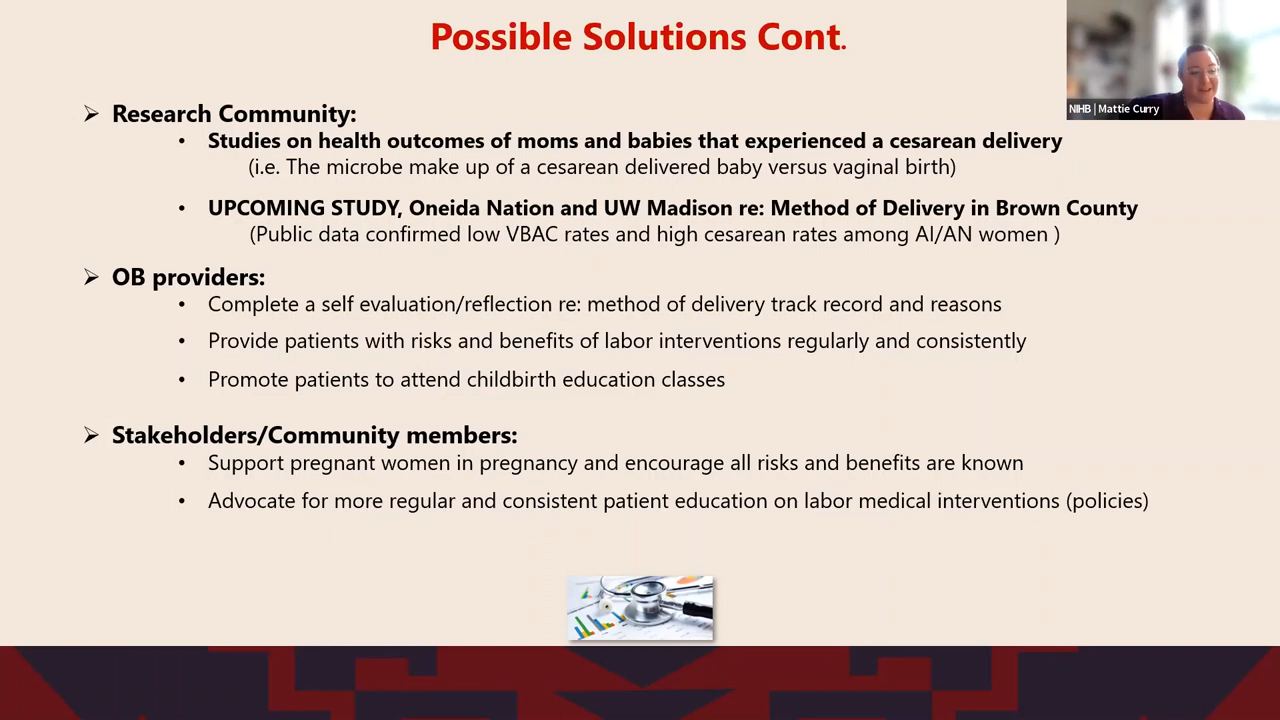 Possible Solutions Cont.
NIHB | Mattie Curry
➢ Research Community:
• Studies on health outcomes of moms and babies that experienced a cesarean delivery
(i.e. The microbe make up of a cesarean delivered baby versus vaginal birth)
• UPCOMING STUDY, Oneida Nation and UW Madison re: Method of Delivery in Brown County
(Public data confirmed low VBAC rates and high cesarean rates among AI/AN women )
➢ OB providers:
• Complete a self evaluation/reflection re: method of delivery track record and reasons
• Provide patients with risks and benefits of labor interventions regularly and consistently
• Promote patients to attend childbirth education classes
➢ Stakeholders/Community members:
• Support pregnant women in pregnancy and encourage all risks and benefits are known
• Advocate for more regular and consistent patient education on labor medical interventions (policies)